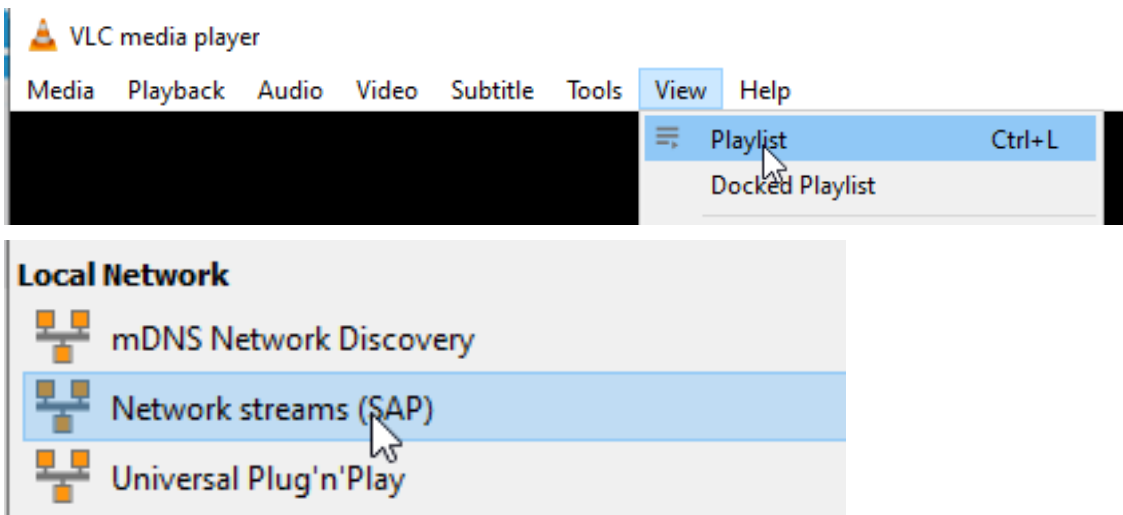 VLC media player
Media Playback Audio Video Subtitle Tools View Help
Playlist Ctrl+L
Docked Playlist
Local Network
mDNS Network Discovery
Network streams (SAP)
Universal Plug'n'Play